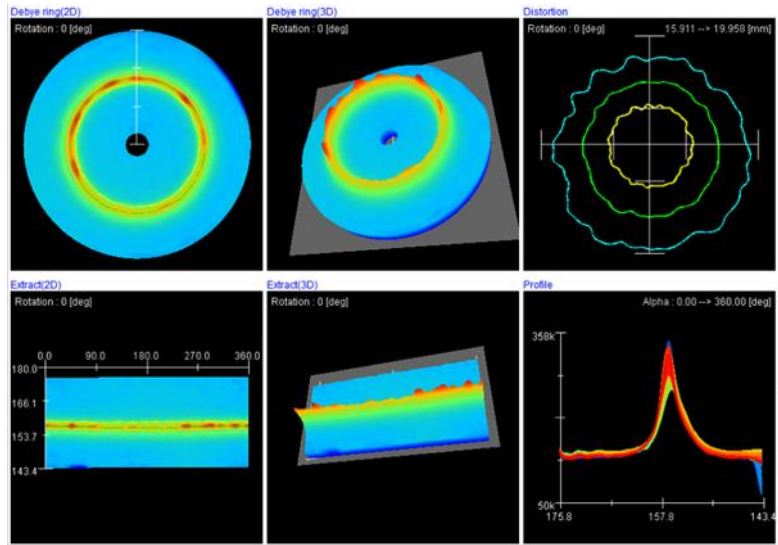 Debye ring(2D)
Rotation : 0 [deg]
Debye ring(3D)
Rotation : 0 [deg]
Distortion
Rotation : 0 [deg]
15.911 --> 19.958 [mm]
Extract(2D)
Rotation : 0 [deg]
0.0 90.0 180.0 270.0 360.0
180.0
166.1
153.7
143.4
Extract(3D)
Rotation : 0 [deg]
Profile
Alpha : 0.00 --> 360.00 [deg]
358k
50k
175.8 157.8 143.4